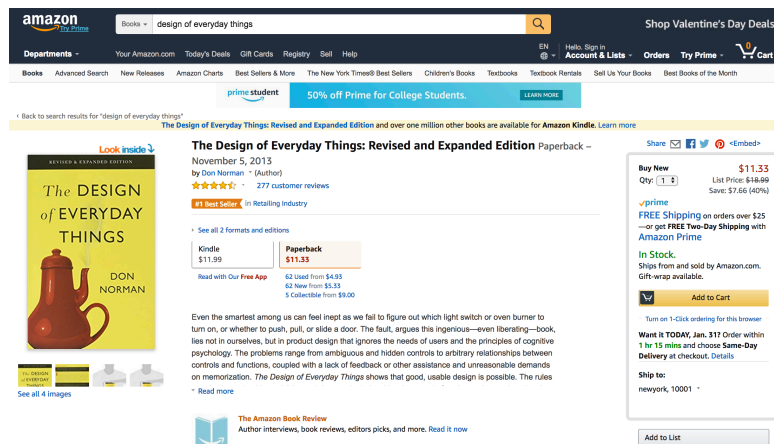 amazon
Try Prime
Books
design of everyday things
Shop Valentine's Day Deals
Departments
Your Amazon.com Today's Deals Gift Cards Registry Sell Help
EN
Hello. Sign in
Account & Lists
Orders
Try Prime
0
Cart
Books Advanced Search New Releases Amazon Charts Best Sellers & More The New York Times® Best Sellers Children's Books Textbooks Textbook Rentals Sell Us Your Books Best Books of the Month
prime student
50% off Prime for College Students.
LEARN MORE
‹ Back to search results for "design of everyday things"
The Design of Everyday Things: Revised and Expanded Edition and over one million other books are available for Amazon Kindle. Learn more
Look inside
REVISED & EXPANDED EDITION
The DESIGN
of EVERYDAY
THINGS
DON
NORMAN
See all 4 images
The Design of Everyday Things: Revised and Expanded Edition Paperback –
November 5, 2013
by Don Norman (Author)
277 customer reviews
#1 Best Seller in Retailing Industry
› See all 2 formats and editions
Kindle
$11.99
Paperback
$11.33
Read with Our Free App
62 Used from $4.93
62 New from $5.33
5 Collectible from $9.00
Even the smartest among us can feel inept as we fail to figure out which light switch or oven burner to
turn on, or whether to push, pull, or slide a door. The fault, argues this ingenious—even liberating—book,
lies not in ourselves, but in product design that ignores the needs of users and the principles of cognitive
psychology. The problems range from ambiguous and hidden controls to arbitrary relationships between
controls and functions, coupled with a lack of feedback or other assistance and unreasonable demands
on memorization. The Design of Everyday Things shows that good, usable design is possible. The rules
Read more
The Amazon Book Review
Author interviews, book reviews, editors picks, and more. Read it now
Share <Embed>
Buy New
$11.33
Qty: 1
List Price: $18.99
Save: $7.66 (40%)
prime
FREE Shipping on orders over $25
—or get FREE Two-Day Shipping with
Amazon Prime
In Stock.
Ships from and sold by Amazon.com.
Gift-wrap available.
Add to Cart
Turn on 1-Click ordering for this browser
Want it TODAY, Jan. 31? Order within
1 hr 15 mins and choose Same-Day
Delivery at checkout. Details
Ship to:
newyork, 10001
Add to List